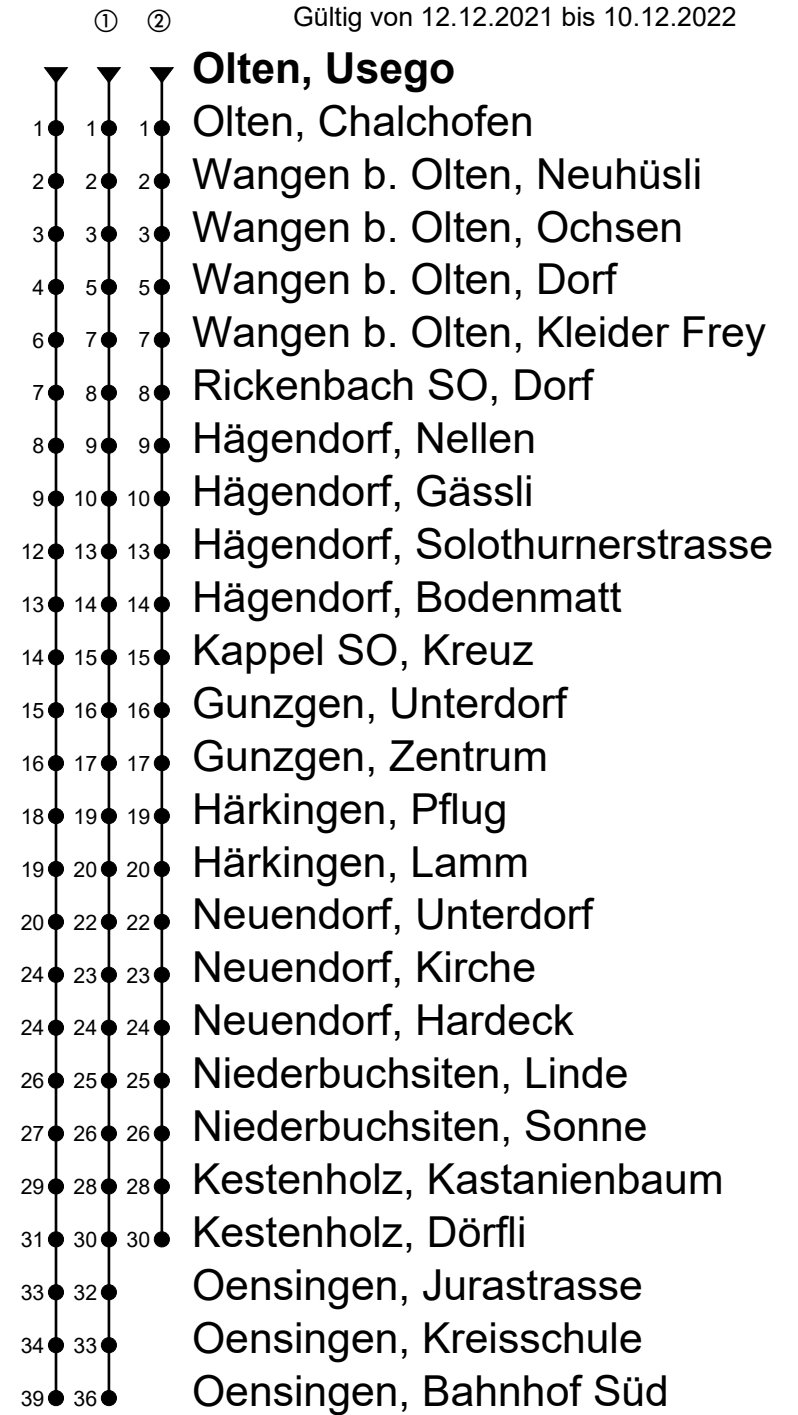 ① ② Gültig von 12.12.2021 bis 10.12.2022
Olten, Usego
1 1 1 Olten, Chalchofen
2 2 2 Wangen b. Olten, Neuhüsli
3 3 3 Wangen b. Olten, Ochsen
4 5 5 Wangen b. Olten, Dorf
6 7 7 Wangen b. Olten, Kleider Frey
7 8 8 Rickenbach SO, Dorf
8 9 9 Hägendorf, Nellen
9 10 10 Hägendorf, Gässli
12 13 13 Hägendorf, Solothurnerstrasse
13 14 14 Hägendorf, Bodenmatt
14 15 15 Kappel SO, Kreuz
15 16 16 Gunzgen, Unterdorf
16 17 17 Gunzgen, Zentrum
18 19 19 Härkingen, Pflug
19 20 20 Härkingen, Lamm
20 22 22 Neuendorf, Unterdorf
24 23 23 Neuendorf, Kirche
24 24 24 Neuendorf, Hardeck
26 25 25 Niederbuchsiten, Linde
27 26 26 Niederbuchsiten, Sonne
29 28 28 Kestenholz, Kastanienbaum
31 30 30 Kestenholz, Dörfli
33 32 Oensingen, Jurastrasse
34 33 Oensingen, Kreisschule
39 36 Oensingen, Bahnhof Süd